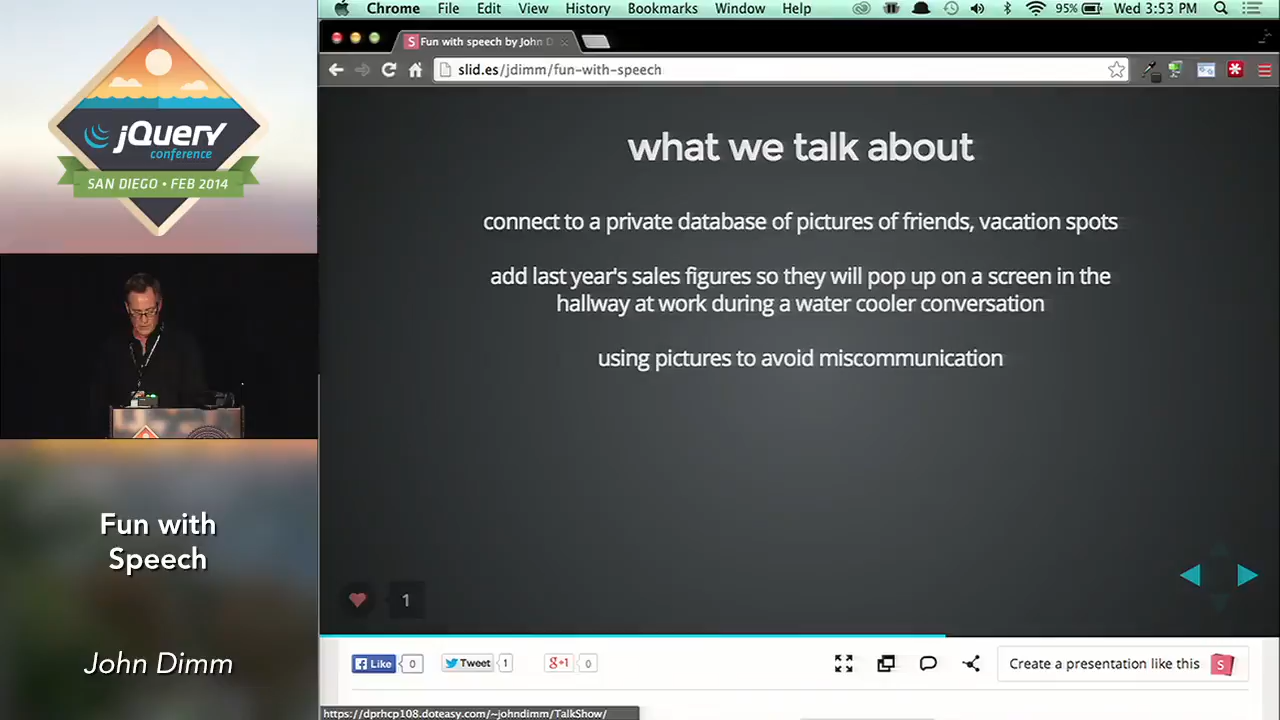 Chrome File Edit View History Bookmarks Window Help 95% Wed 3:53 PM
Fun with speech by John D
slid.es/jdimm/fun-with-speech
jQuery
conference
SAN DIEGO • FEB 2014
what we talk about
connect to a private database of pictures of friends, vacation spots
add last year's sales figures so they will pop up on a screen in the
hallway at work during a water cooler conversation
using pictures to avoid miscommunication
Fun with
Speech
John Dimm
1
Like 0 Tweet 1 g+1 0 Create a presentation like this S
https://dprhcp108.doteasy.com/~johndimm/TalkShow/